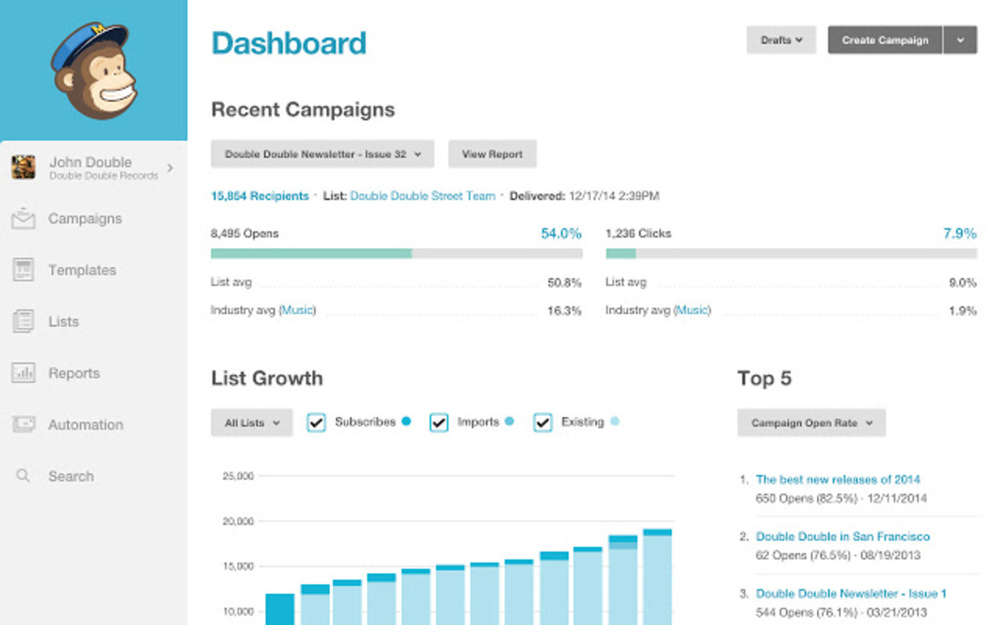 M
Dashboard
Drafts
Create Campaign
John Double
Double Double Records
Campaigns
Templates
Lists
Reports
Automation
Search
Recent Campaigns
Double Double Newsletter - Issue 32
View Report
15,854 Recipients · List: Double Double Street Team · Delivered: 12/17/14 2:39PM
8,495 Opens 54.0%
List avg 50.8%
Industry avg (Music) 16.3%
1,236 Clicks 7.9%
List avg 9.0%
Industry avg (Music) 1.9%
List Growth
All Lists
Subscribes
Imports
Existing
25,000
20,000
15,000
10,000
Top 5
Campaign Open Rate
1. The best new releases of 2014
650 Opens (82.5%) · 12/11/2014
2. Double Double in San Francisco
62 Opens (76.5%) · 08/19/2013
3. Double Double Newsletter - Issue 1
544 Opens (76.1%) · 03/21/2013